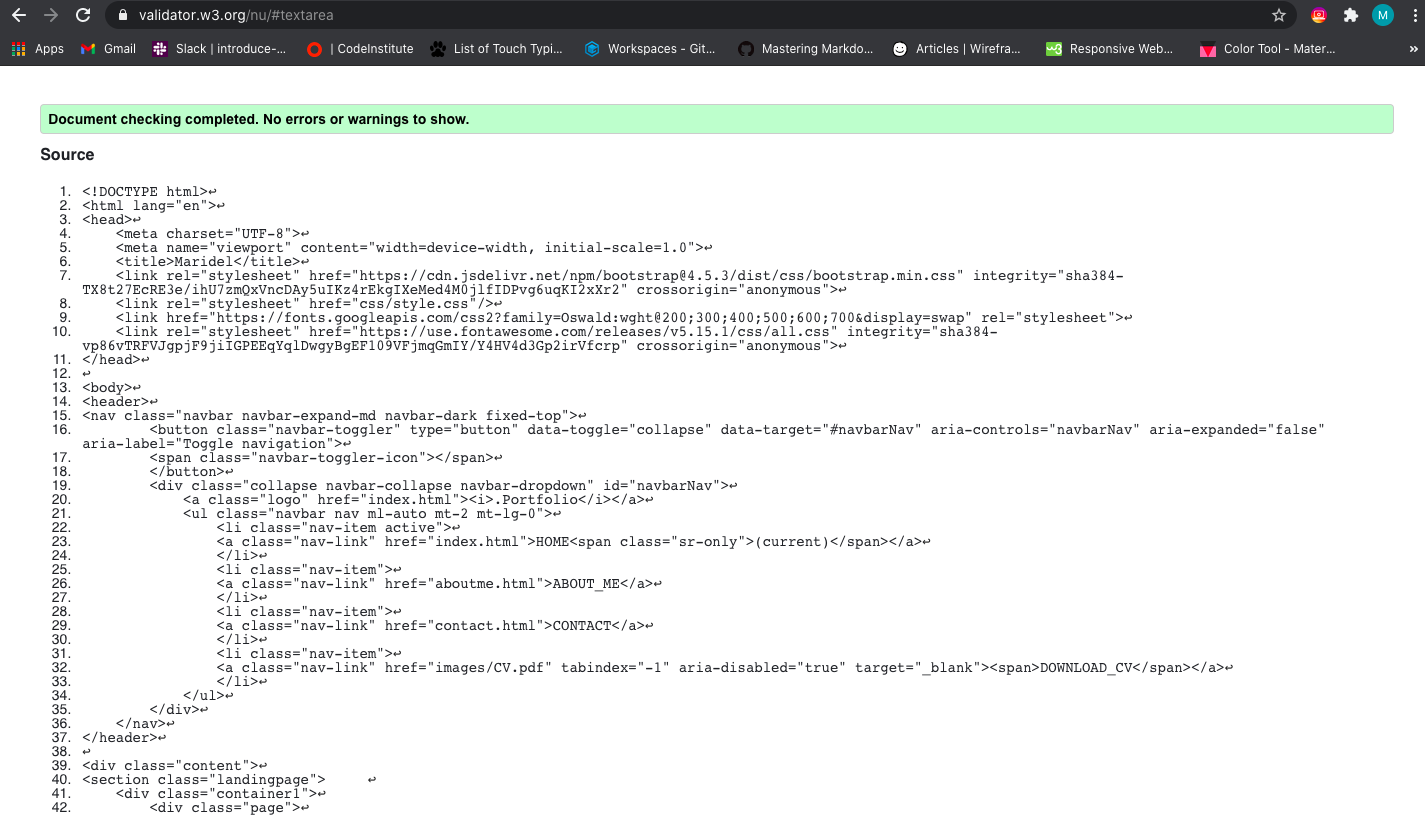 validator.w3.org/nu/#textarea
M
Apps Gmail Slack | introduce-... | CodeInstitute List of Touch Typi... Workspaces - Git... Mastering Markdo... Articles | Wirefra... Responsive Web... Color Tool - Mater... »
Document checking completed. No errors or warnings to show.
Source
1. <!DOCTYPE html>↩
2. <html lang="en">↩
3. <head>↩
4. <meta charset="UTF-8">↩
5. <meta name="viewport" content="width=device-width, initial-scale=1.0">↩
6. <title>Maridel</title>↩
7. <link rel="stylesheet" href="https://cdn.jsdelivr.net/npm/bootstrap@4.5.3/dist/css/bootstrap.min.css" integrity="sha384-
TX8t27EcRE3e/ihU7zmQxVncDAy5uIKz4rEkgIXeMed4M0jlfIDPvg6uqKI2xXr2" crossorigin="anonymous">↩
8. <link rel="stylesheet" href="css/style.css"/>↩
9. <link href="https://fonts.googleapis.com/css2?family=Oswald:wght@200;300;400;500;600;700&display=swap" rel="stylesheet">↩
10. <link rel="stylesheet" href="https://use.fontawesome.com/releases/v5.15.1/css/all.css" integrity="sha384-
vp86vTRFVJgpjF9jiIGPEEqYqlDwgyBgEF109VFjmqGmIY/Y4HV4d3Gp2irVfcrp" crossorigin="anonymous">↩
11. </head>↩
12. ↩
13. <body>↩
14. <header>↩
15. <nav class="navbar navbar-expand-md navbar-dark fixed-top">↩
16. <button class="navbar-toggler" type="button" data-toggle="collapse" data-target="#navbarNav" aria-controls="navbarNav" aria-expanded="false"
aria-label="Toggle navigation">↩
17. <span class="navbar-toggler-icon"></span>↩
18. </button>↩
19. <div class="collapse navbar-collapse navbar-dropdown" id="navbarNav">↩
20. <a class="logo" href="index.html"><i>.Portfolio</i></a>↩
21. <ul class="navbar nav ml-auto mt-2 mt-lg-0">↩
22. <li class="nav-item active">↩
23. <a class="nav-link" href="index.html">HOME<span class="sr-only">(current)</span></a>↩
24. </li>↩
25. <li class="nav-item">↩
26. <a class="nav-link" href="aboutme.html">ABOUT_ME</a>↩
27. </li>↩
28. <li class="nav-item">↩
29. <a class="nav-link" href="contact.html">CONTACT</a>↩
30. </li>↩
31. <li class="nav-item">↩
32. <a class="nav-link" href="images/CV.pdf" tabindex="-1" aria-disabled="true" target="_blank"><span>DOWNLOAD_CV</span></a>↩
33. </li>↩
34. </ul>↩
35. </div>↩
36. </nav>↩
37. </header>↩
38. ↩
39. <div class="content">↩
40. <section class="landingpage"> ↩
41. <div class="container1">↩
42. <div class="page">↩